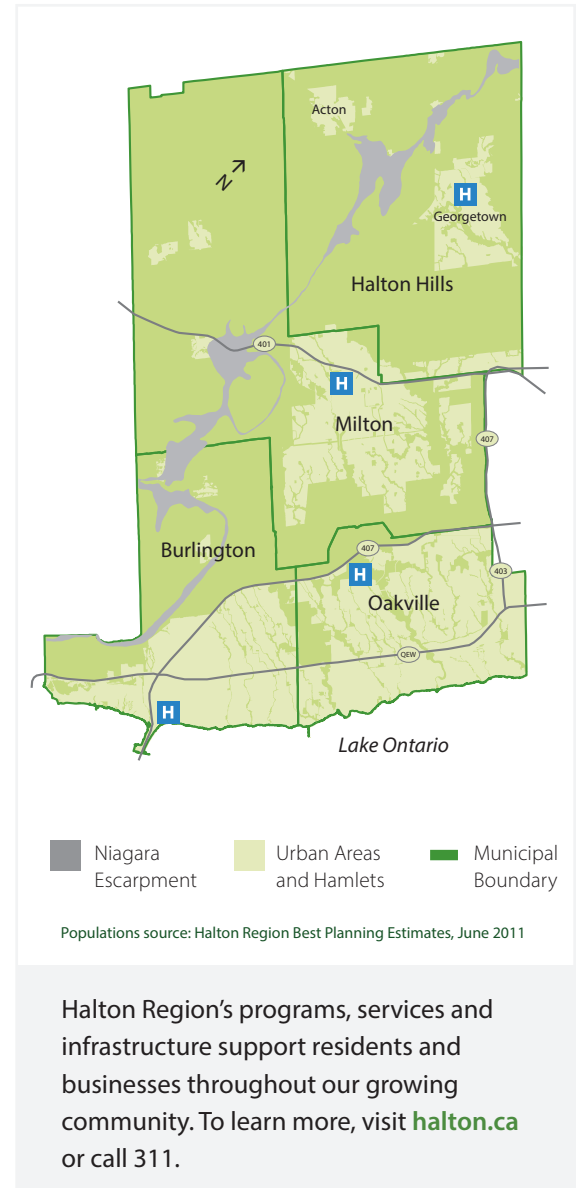 Acton
N
H
Georgetown
Halton Hills
401
H
Milton
407
Burlington
407
H
403
Oakville
QEW
H
Lake Ontario
Niagara
Escarpment
Urban Areas
and Hamlets
Municipal
Boundary
Populations source: Halton Region Best Planning Estimates, June 2011
Halton Region’s programs, services and
infrastructure support residents and
businesses throughout our growing
community. To learn more, visit halton.ca
or call 311.